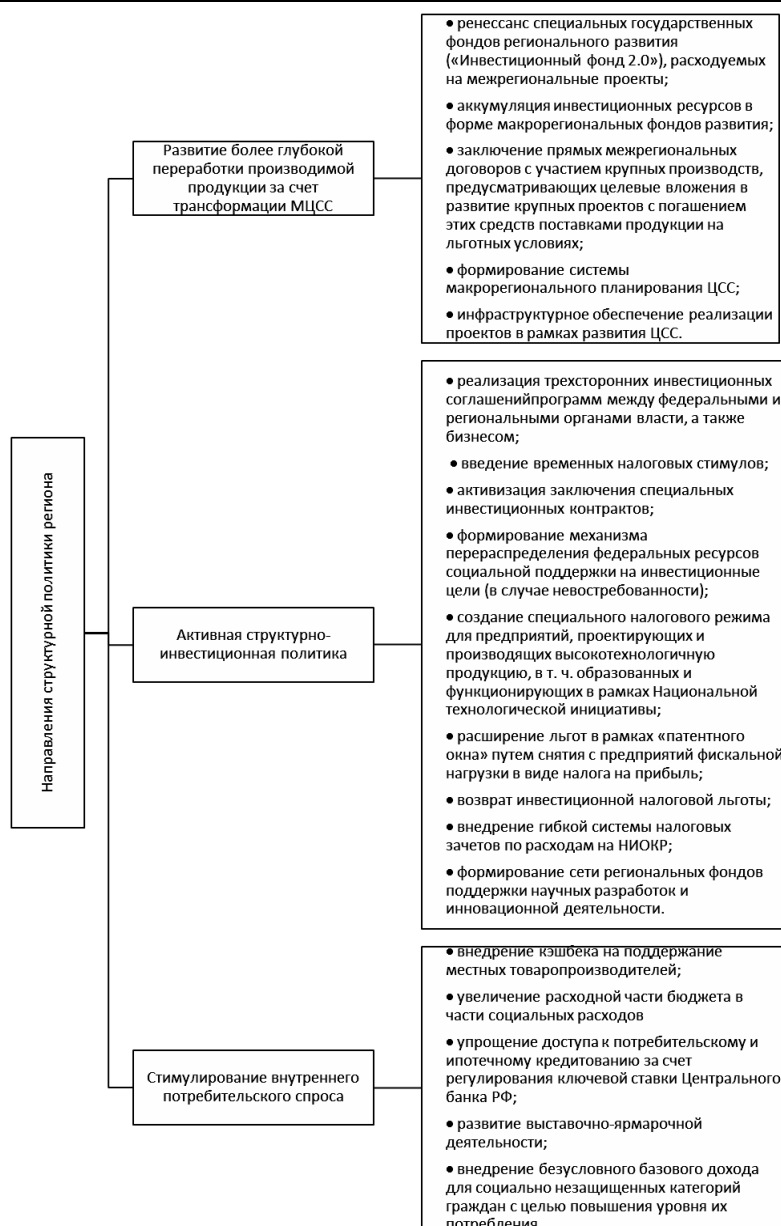 Направления структурной политики региона
Развитие более глубокой
переработки производимой
продукции за счет
трансформации МЦСС
• ренессанс специальных государственных
фондов регионального развития
(«Инвестиционный фонд 2.0»), расходуемых
на межрегиональные проекты;
• аккумуляция инвестиционных ресурсов в
форме макрорегиональных фондов развития;
• заключение прямых межрегиональных
договоров с участием крупных производств,
предусматривающих целевые вложения в
развитие крупных проектов с погашением
этих средств поставками продукции на
льготных условиях;
• формирование системы
макрорегионального планирования ЦСС;
• инфраструктурное обеспечение реализации
проектов в рамках развития ЦСС.
Активная структурно-
инвестиционная политика
• реализация трехсторонних инвестиционных
соглашенийпрограмм между федеральными и
региональными органами власти, а также
бизнесом;
• введение временных налоговых стимулов;
• активизация заключения специальных
инвестиционных контрактов;
• формирование механизма
перераспределения федеральных ресурсов
социальной поддержки на инвестиционные
цели (в случае невостребованности);
• создание специального налогового режима
для предприятий, проектирующих и
производящих высокотехнологичную
продукцию, в т. ч. образованных и
функционирующих в рамках Национальной
технологической инициативы;
• расширение льгот в рамках «патентного
окна» путем снятия с предприятий фискальной
нагрузки в виде налога на прибыль;
• возврат инвестиционной налоговой льготы;
• внедрение гибкой системы налоговых
зачетов по расходам на НИОКР;
• формирование сети региональных фондов
поддержки научных разработок и
инновационной деятельности.
Стимулирование внутреннего
потребительского спроса
• внедрение кэшбека на поддержание
местных товаропроизводителей;
• увеличение расходной части бюджета в
части социальных расходов
• упрощение доступа к потребительскому и
ипотечному кредитованию за счет
регулирования ключевой ставки Центрального
банка РФ;
• развитие выставочно-ярмарочной
деятельности;
• внедрение безусловного базового дохода
для социально незащищенных категорий
граждан с целью повышения уровня их
потребления